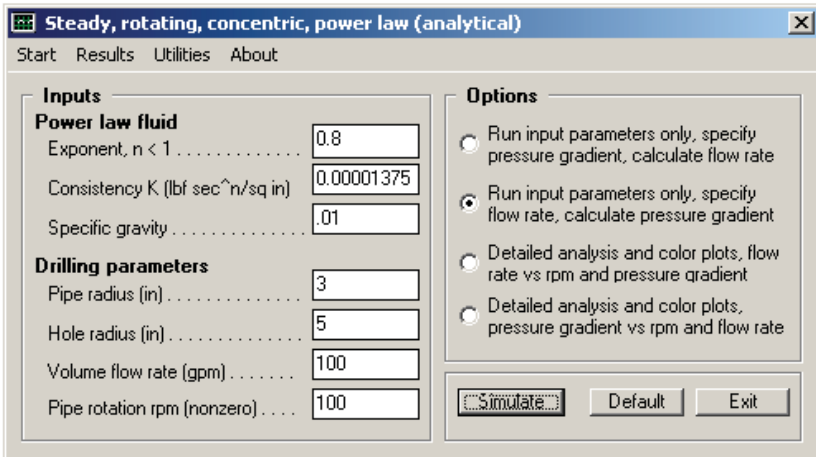 Steady, rotating, concentric, power law (analytical)
Start Results Utilities About
Inputs
Power law fluid
Exponent, n < 1 . . . . . . . . . . . . . 0.8
Consistency K (lbf sec^n/sq in) 0.00001375
Specific gravity . . . . . . . . . . . . . .01
Drilling parameters
Pipe radius (in) . . . . . . . . . . . . . . 3
Hole radius (in) . . . . . . . . . . . . . . 5
Volume flow rate (gpm) . . . . . . . 100
Pipe rotation rpm (nonzero) . . . . 100
Options
Run input parameters only, specify
pressure gradient, calculate flow rate
Run input parameters only, specify
flow rate, calculate pressure gradient
Detailed analysis and color plots, flow
rate vs rpm and pressure gradient
Detailed analysis and color plots,
pressure gradient vs rpm and flow rate
Simulate Default Exit